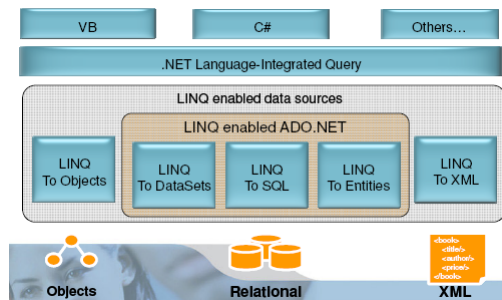 VB
C#
Others...
.NET Language-Integrated Query
LINQ enabled data sources
LINQ enabled ADO.NET
LINQ
To Objects
LINQ
To DataSets
LINQ
To SQL
LINQ
To Entities
LINQ
To XML
<book>
<title/>
<author/>
<price/>
</book>
Objects
Relational
XML